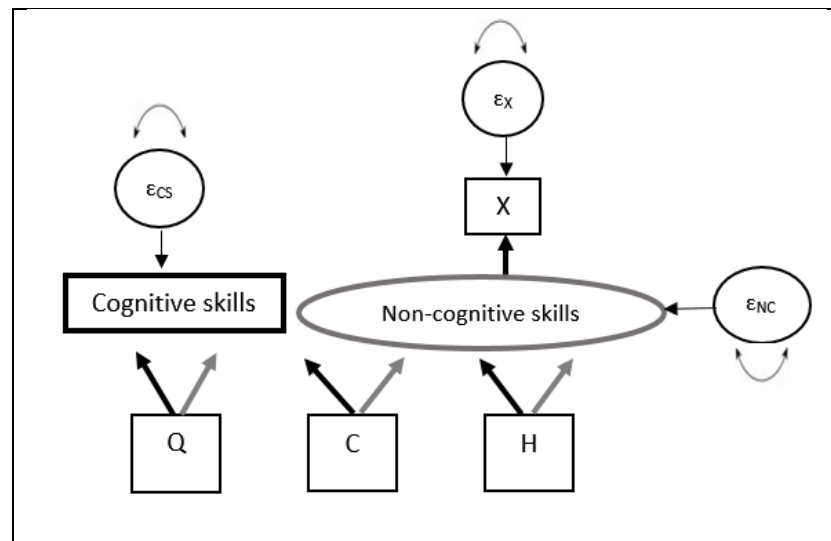 εX
εCS
X
Cognitive skills
Non-cognitive skills
εNC
Q
C
H